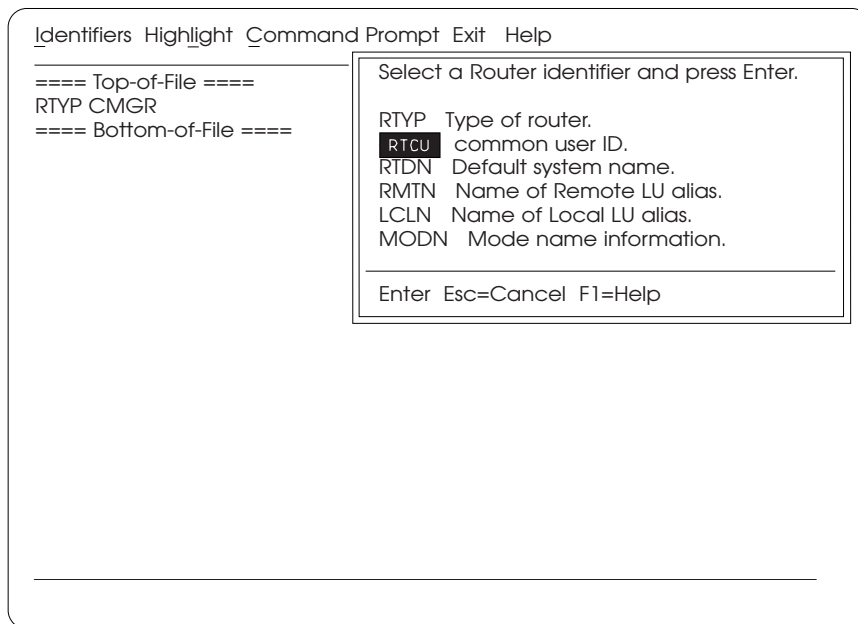 Identifiers Highlight Command Prompt Exit Help
==== Top-of-File ====
RTYP CMGR
==== Bottom-of-File ====
Select a Router identifier and press Enter.
RTYP Type of router.
RTCU common user ID.
RTDN Default system name.
RMTN Name of Remote LU alias.
LCLN Name of Local LU alias.
MODN Mode name information.
Enter Esc=Cancel F1=Help